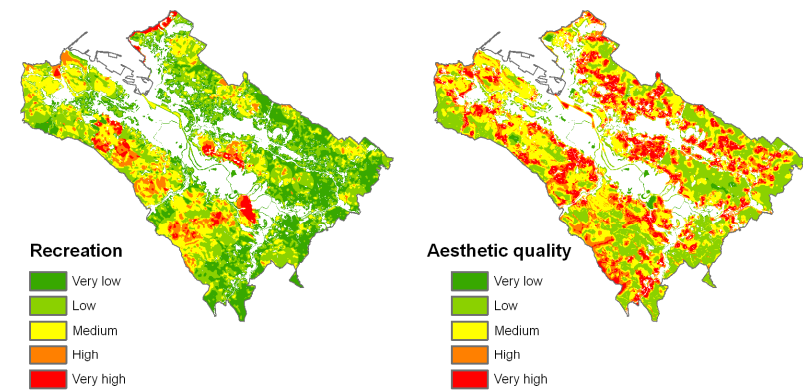 Recreation
Very low
Low
Medium
High
Very high
Aesthetic quality
Very low
Low
Medium
High
Very high